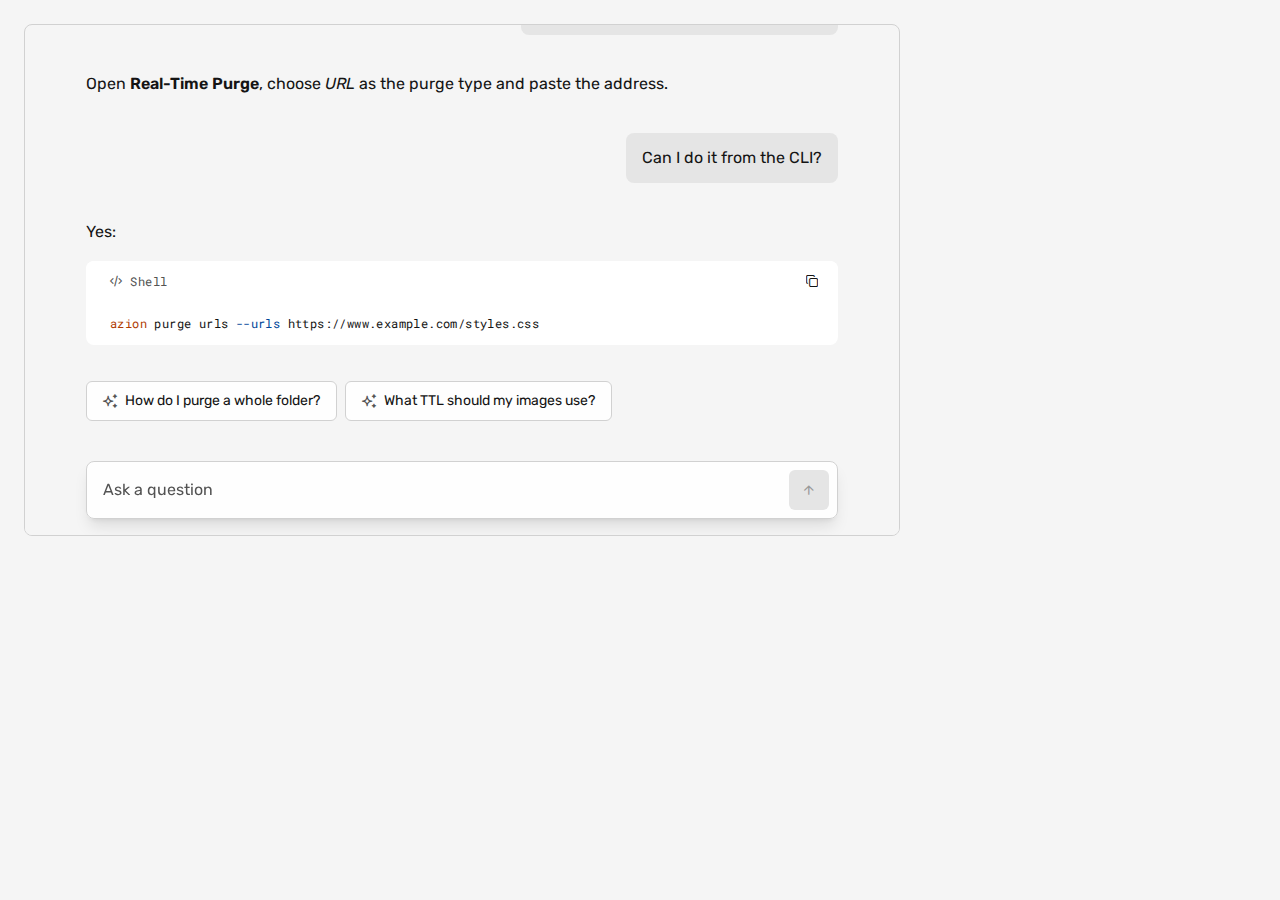 Open Real-Time Purge, choose URL as the purge type and paste the address.
Can I do it from the CLI?
Yes:
Shell
azion purge urls --urls https://www.example.com/styles.css
How do I purge a whole folder?
What TTL should my images use?
Ask a question